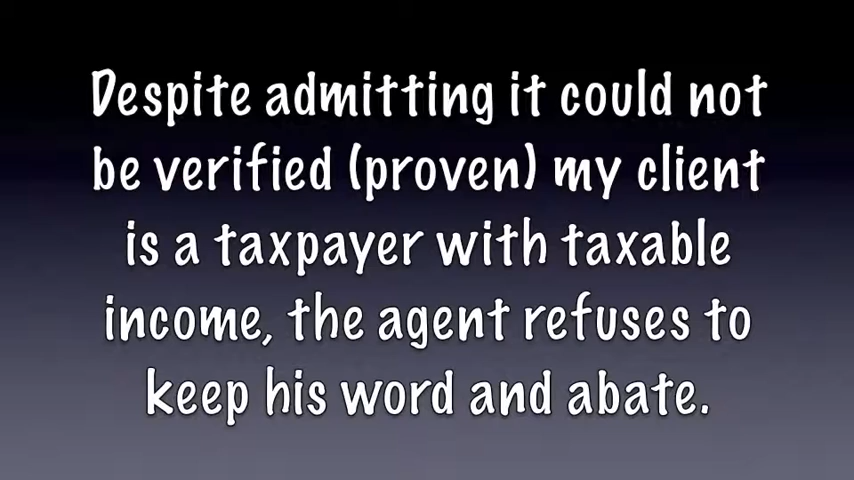 Despite admitting it could not
be verified (proven) my client
is a taxpayer with taxable
income, the agent refuses to
keep his word and abate.